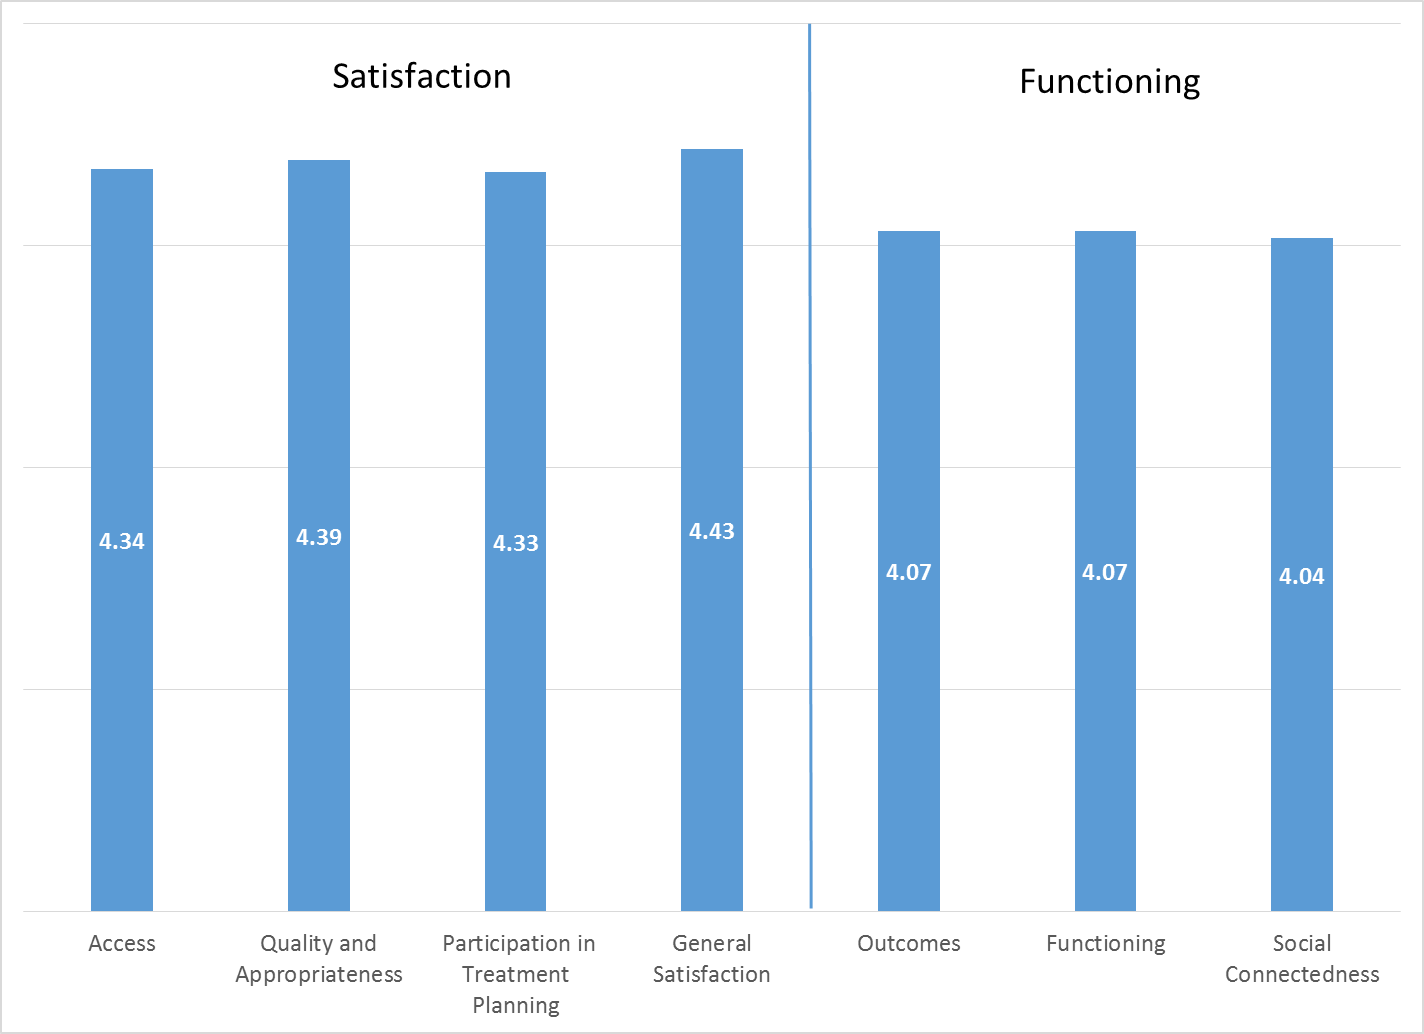 Satisfaction
Functioning
4.34
4.39
4.33
4.43
4.07
4.07
4.04
Access
Quality and
Appropriateness
Participation in
Treatment
Planning
General
Satisfaction
Outcomes
Functioning
Social
Connectedness